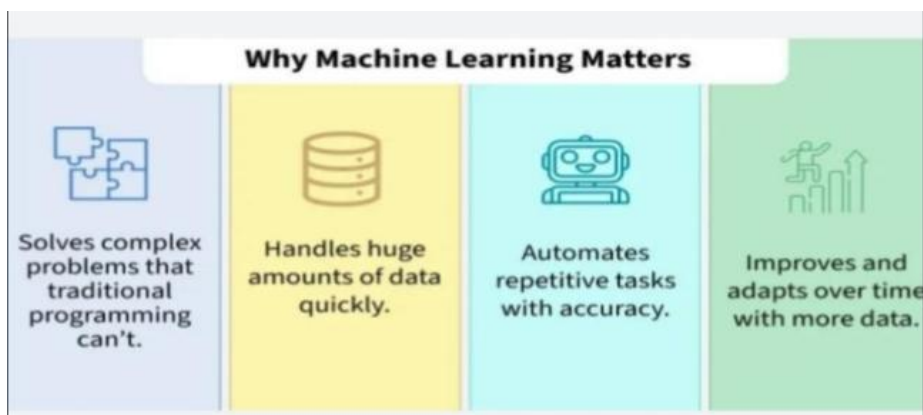 Why Machine Learning Matters
Solves complex
problems that
traditional
programming
can't.
Handles huge
amounts of data
quickly.
Automates
repetitive tasks
with accuracy.
Improves and
adapts over time
with more data.